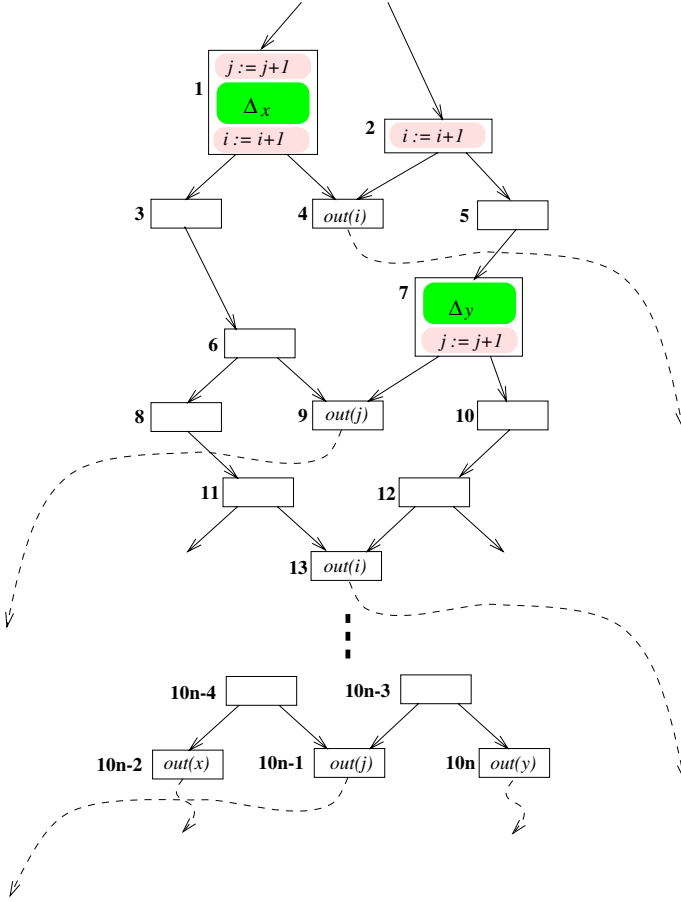 j := j+1
1
Δx
2
i := i+1
i := i+1
3
4
out(i)
5
7
Δy
6
j := j+1
8
9
out(j)
10
11
12
13
out(i)
10n-4
10n-3
10n-2
out(x)
10n-1
out(j)
10n
out(y)